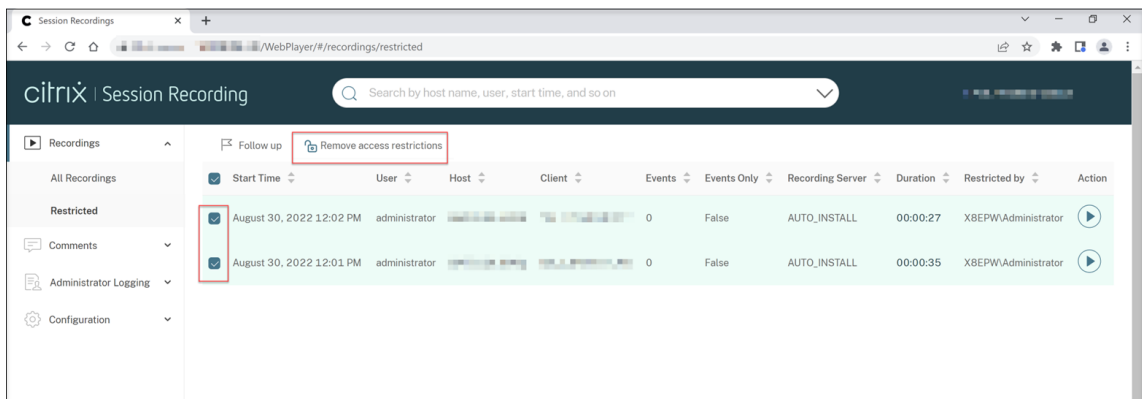 Session Recordings
/WebPlayer/#/recordings/restricted
citrix | Session Recording
Search by host name, user, start time, and so on
Recordings
Follow up
Remove access restrictions
All Recordings
Start Time User Host Client Events Events Only Recording Server Duration Restricted by Action
Restricted
August 30, 2022 12:02 PM administrator 0 False AUTO_INSTALL 00:00:27 X8EPW\Administrator
Comments
August 30, 2022 12:01 PM administrator 0 False AUTO_INSTALL 00:00:35 X8EPW\Administrator
Administrator Logging
Configuration